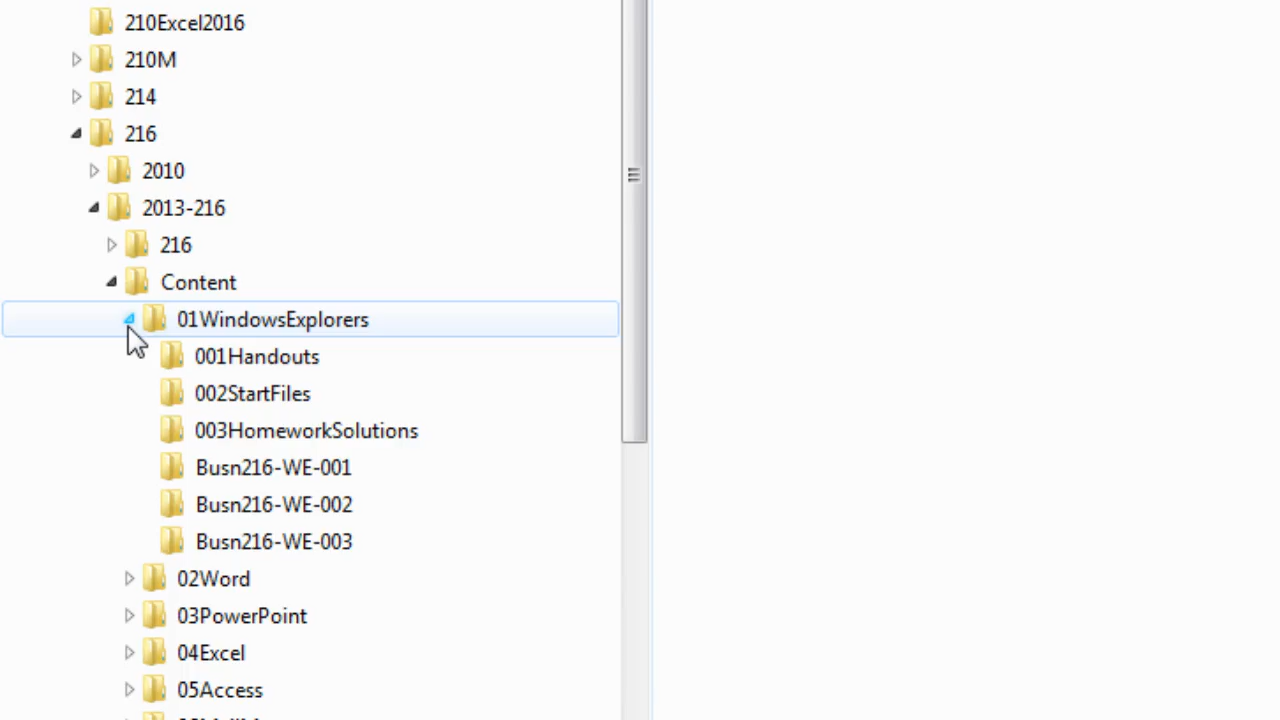 210Excel2016
210M
214
216
2010
2013-216
216
Content
01WindowsExplorers
001Handouts
002StartFiles
003HomeworkSolutions
Busn216-WE-001
Busn216-WE-002
Busn216-WE-003
02Word
03PowerPoint
04Excel
05Access